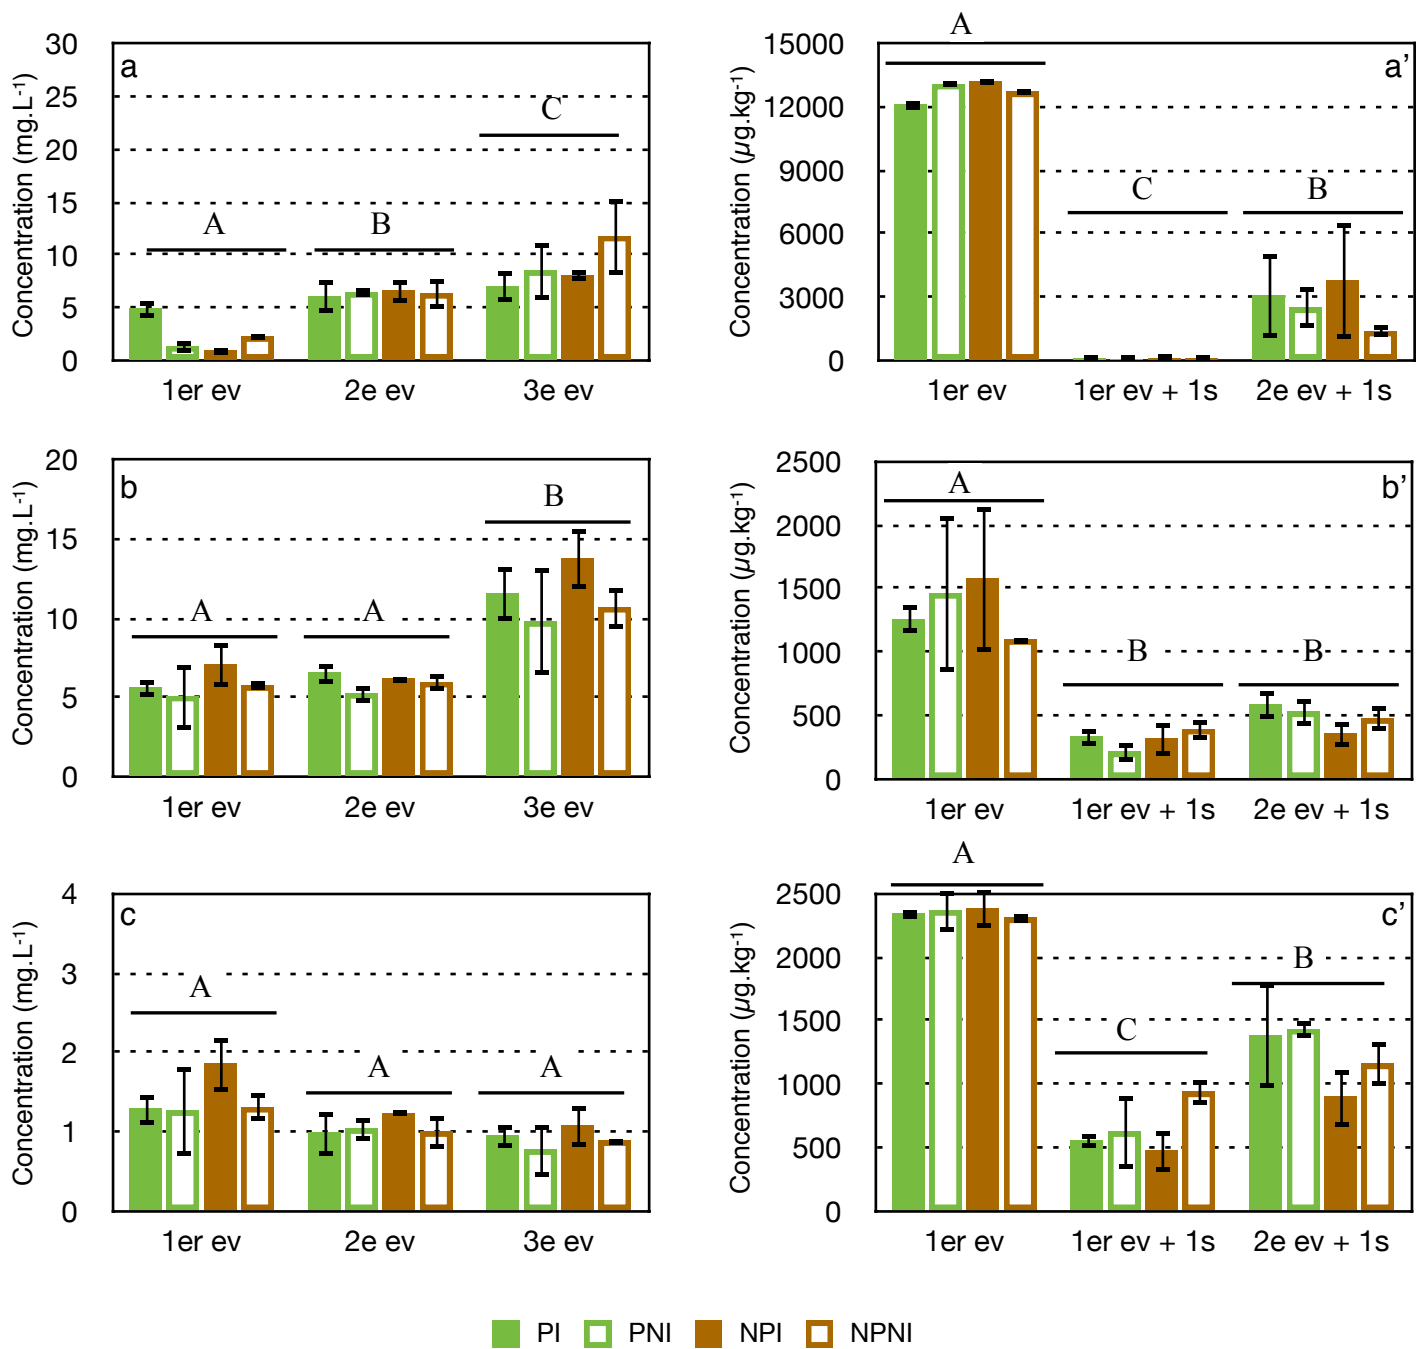 a
Concentration (mg.L-1)
30
25
20
15
10
5
0
A
B
C
1er ev
2e ev
3e ev
a’
Concentration (µg.kg-1)
15000
12000
9000
6000
3000
0
A
C
B
1er ev
1er ev + 1s
2e ev + 1s
b
Concentration (mg.L-1)
20
15
10
5
0
A
A
B
1er ev
2e ev
3e ev
b’
Concentration (µg.kg-1)
2500
2000
1500
1000
500
0
A
B
B
1er ev
1er ev + 1s
2e ev + 1s
c
Concentration (mg.L-1)
4
3
2
1
0
A
A
A
1er ev
2e ev
3e ev
c’
Concentration (µg.kg-1)
2500
2000
1500
1000
500
0
A
C
B
1er ev
1er ev + 1s
2e ev + 1s
PI PNI NPI NPNI